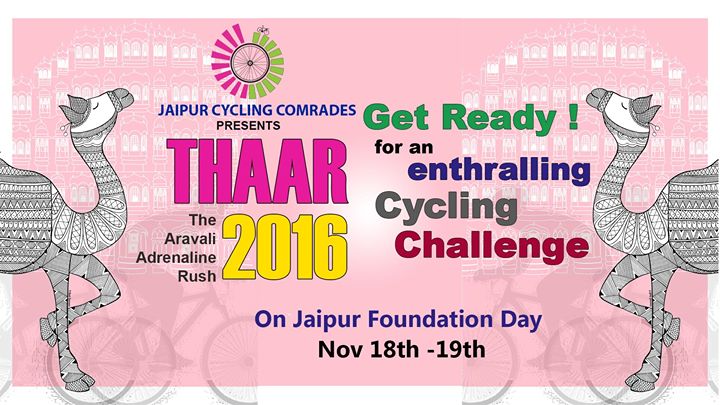 JAIPUR CYCLING COMRADES
PRESENTS
THAAR
The
Aravali
Adrenaline
Rush
2016
Get Ready !
for an
enthralling
Cycling
Challenge
On Jaipur Foundation Day
Nov 18th -19th